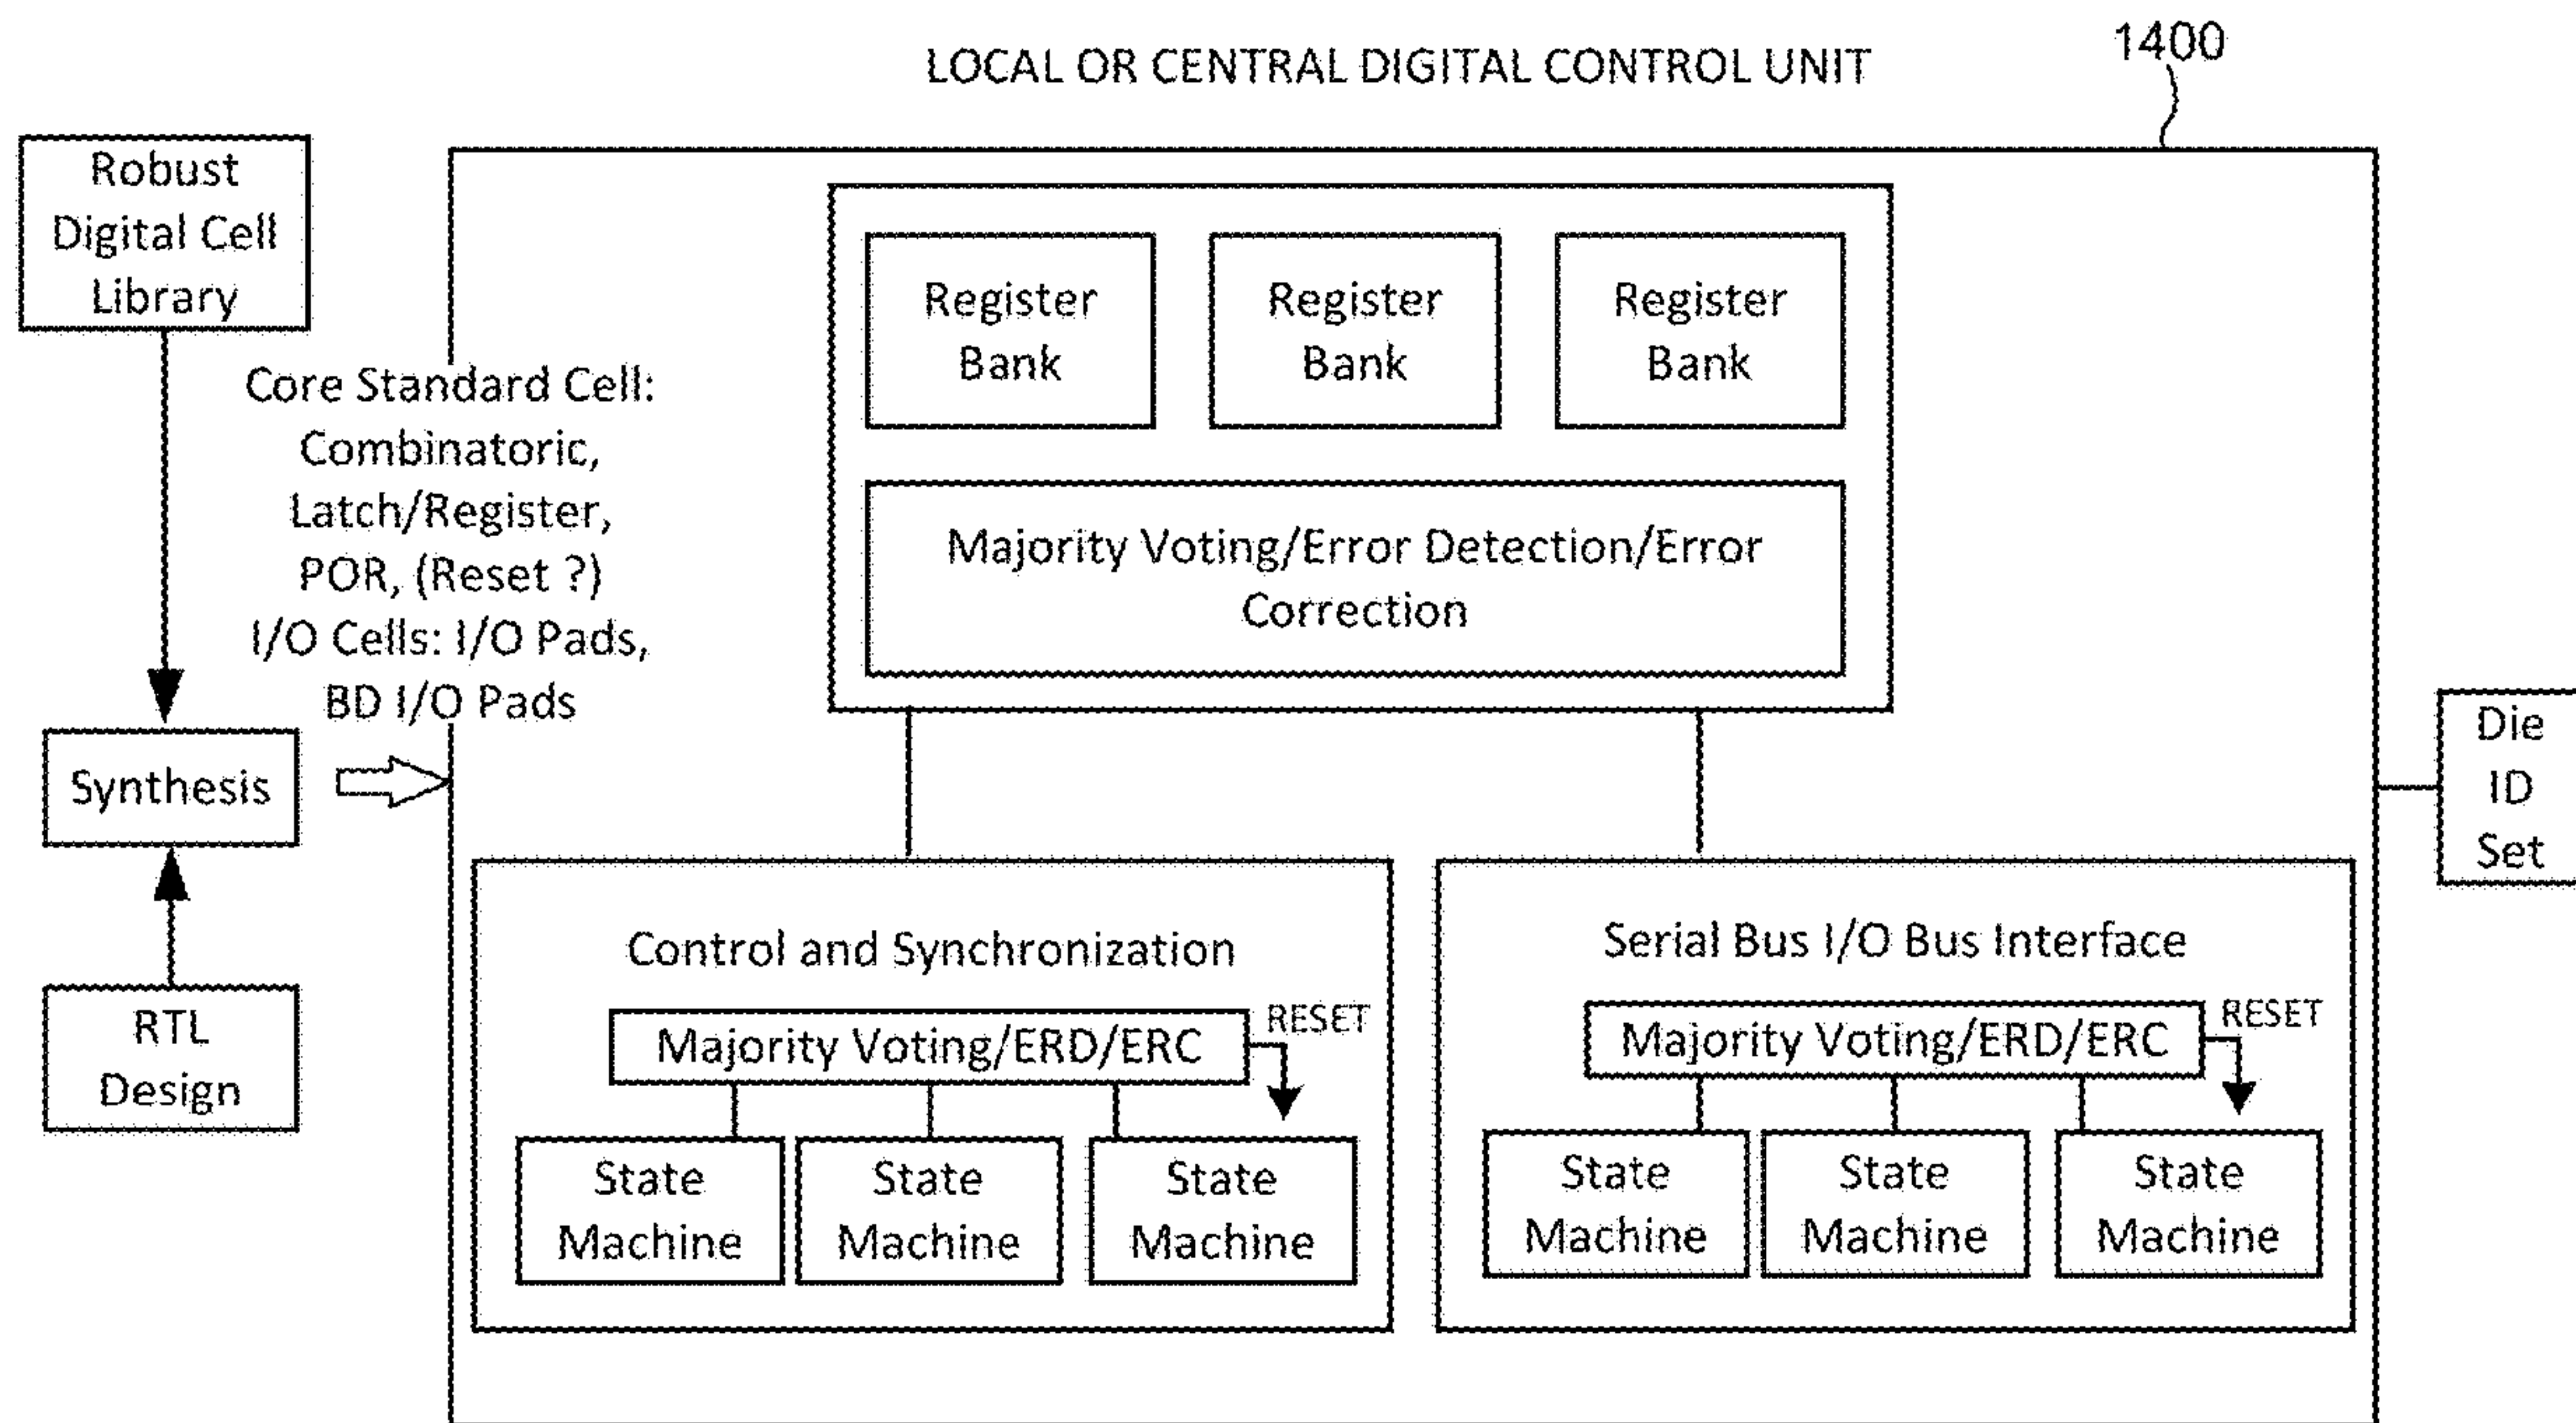 1400
LOCAL OR CENTRAL DIGITAL CONTROL UNIT
Robust
Digital Cell
Library
Core Standard Cell:
Combinatoric,
Latch/Register,
POR, (Reset ?)
I/O Cells: I/O Pads,
BD I/O Pads
Synthesis
RTL
Design
Register
Bank
Register
Bank
Register
Bank
Majority Voting/Error Detection/Error
Correction
Control and Synchronization
Majority Voting/ERD/ERC
RESET
State
Machine
State
Machine
State
Machine
Serial Bus I/O Bus Interface
Majority Voting/ERD/ERC
RESET
State
Machine
State
Machine
State
Machine
Die
ID
Set